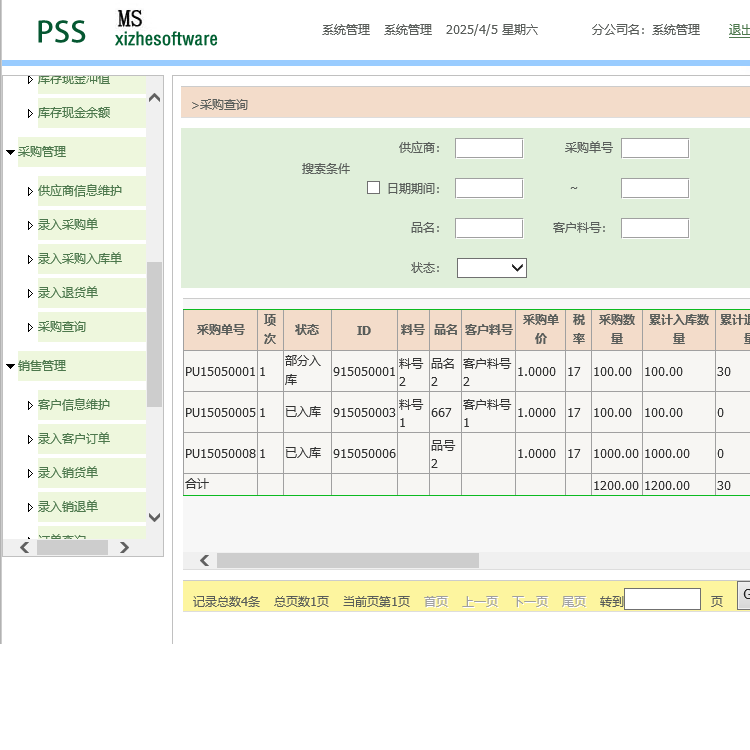 PSS
MS
xizhesoftware
系统管理 系统管理 2025/4/5 星期六 分公司名: 系统管理 退出
库存现金冲值
库存现金余额
采购管理
供应商信息维护
录入采购单
录入采购入库单
录入退货单
采购查询
销售管理
客户信息维护
录入客户订单
录入销货单
录入销退单
订单查询
>采购查询
搜索条件
供应商: 采购单号
日期期间: ~
品名: 客户料号:
状态:
采购单号 项次 状态 ID 料号 品名 客户料号 采购单价 税率 采购数量 累计入库数量 累计退
PU15050001 1 部分入库 915050001 料号2 品名2 客户料号2 1.0000 17 100.00 100.00 30
PU15050005 1 已入库 915050003 料号1 667 客户料号1 1.0000 17 100.00 100.00 0
PU15050008 1 已入库 915050006 品号2 1.0000 17 1000.00 1000.00 0
合计 1200.00 1200.00 30
记录总数4条 总页数1页 当前页第1页 首页 上一页 下一页 尾页 转到 页 G